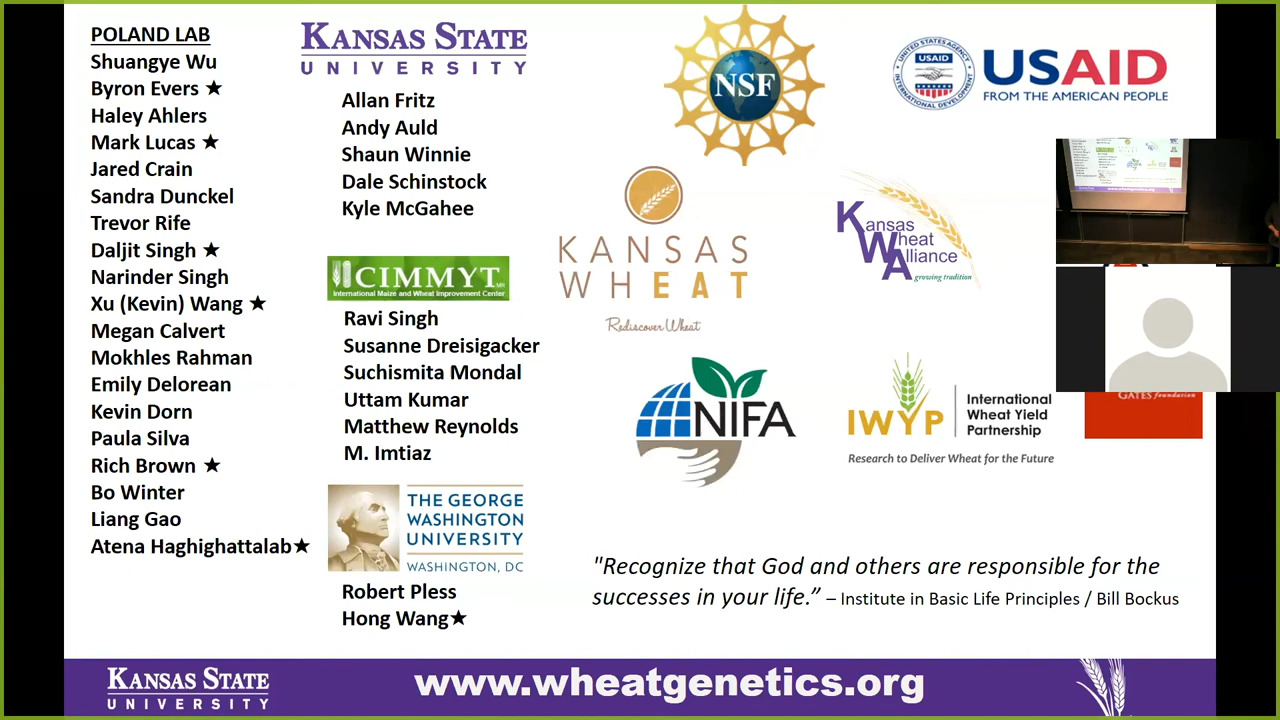 POLAND LAB
Shuangye Wu
Byron Evers ★
Haley Ahlers
Mark Lucas ★
Jared Crain
Sandra Dunckel
Trevor Rife
Daljit Singh ★
Narinder Singh
Xu (Kevin) Wang ★
Megan Calvert
Mokhles Rahman
Emily Delorean
Kevin Dorn
Paula Silva
Rich Brown ★
Bo Winter
Liang Gao
Atena Haghighattalab★
KANSAS STATE
UNIVERSITY
Allan Fritz
Andy Auld
Shaun Winnie
Dale Schinstock
Kyle McGahee
CIMMYT
International Maize and Wheat Improvement Center
Ravi Singh
Susanne Dreisigacker
Suchismita Mondal
Uttam Kumar
Matthew Reynolds
M. Imtiaz
THE GEORGE
WASHINGTON
UNIVERSITY
WASHINGTON, DC
Robert Pless
Hong Wang★
NSF
UNITED STATES AGENCY
USAID
INTERNATIONAL DEVELOPMENT
USAID
FROM THE AMERICAN PEOPLE
KANSAS
WHEAT
Rediscover Wheat
Kansas
Wheat
Alliance
growing tradition
NIFA
IWYP
International
Wheat Yield
Partnership
Research to Deliver Wheat for the Future
GATES foundation
"Recognize that God and others are responsible for the
successes in your life.” – Institute in Basic Life Principles / Bill Bockus
KANSAS STATE
UNIVERSITY
www.wheatgenetics.org